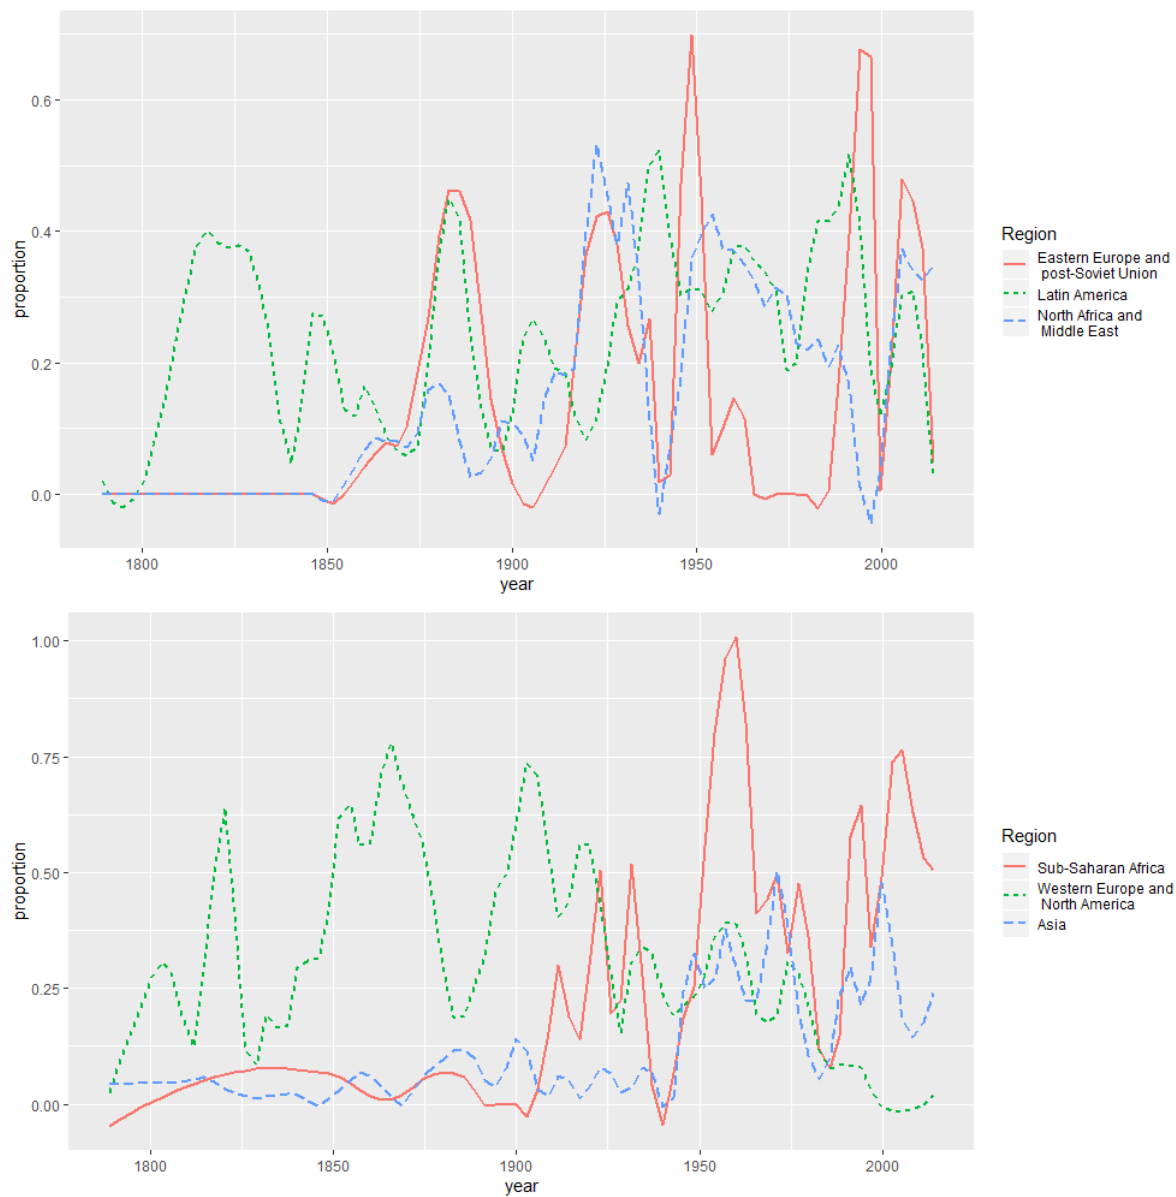 0.6
0.4
0.2
0.0
proportion
1800
1850
1900
1950
2000
year
Region
Eastern Europe and
post-Soviet Union
Latin America
North Africa and
Middle East
1.00
0.75
0.50
0.25
0.00
proportion
1800
1850
1900
1950
2000
year
Region
Sub-Saharan Africa
Western Europe and
North America
Asia